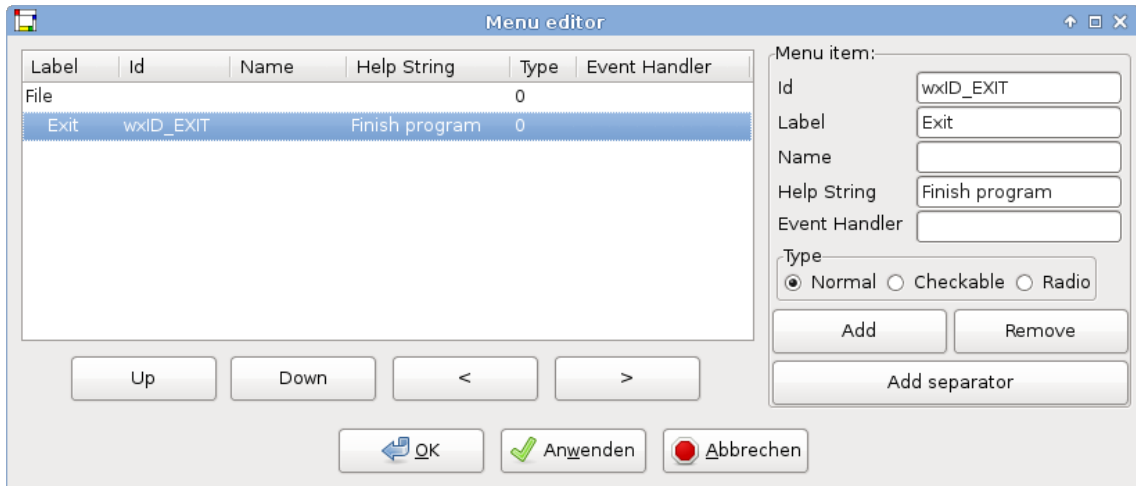 Menu editor
Label Id Name Help String Type Event Handler
File 0
Exit wxID_EXIT Finish program 0
Up Down < >
Menu item:
Id wxID_EXIT
Label Exit
Name
Help String Finish program
Event Handler
Type
Normal Checkable Radio
Add Remove
Add separator
OK Anwenden Abbrechen